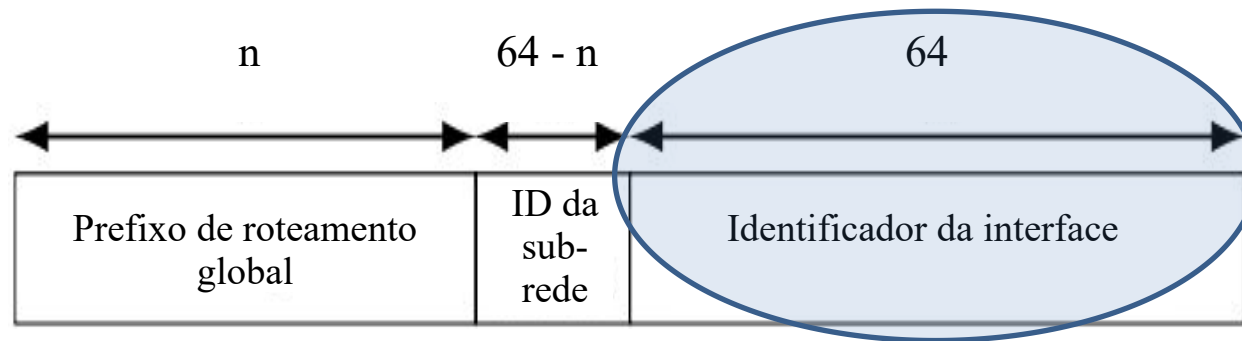 n
64 - n
64
Prefixo de roteamento
global
ID da
sub-
rede
Identificador da interface